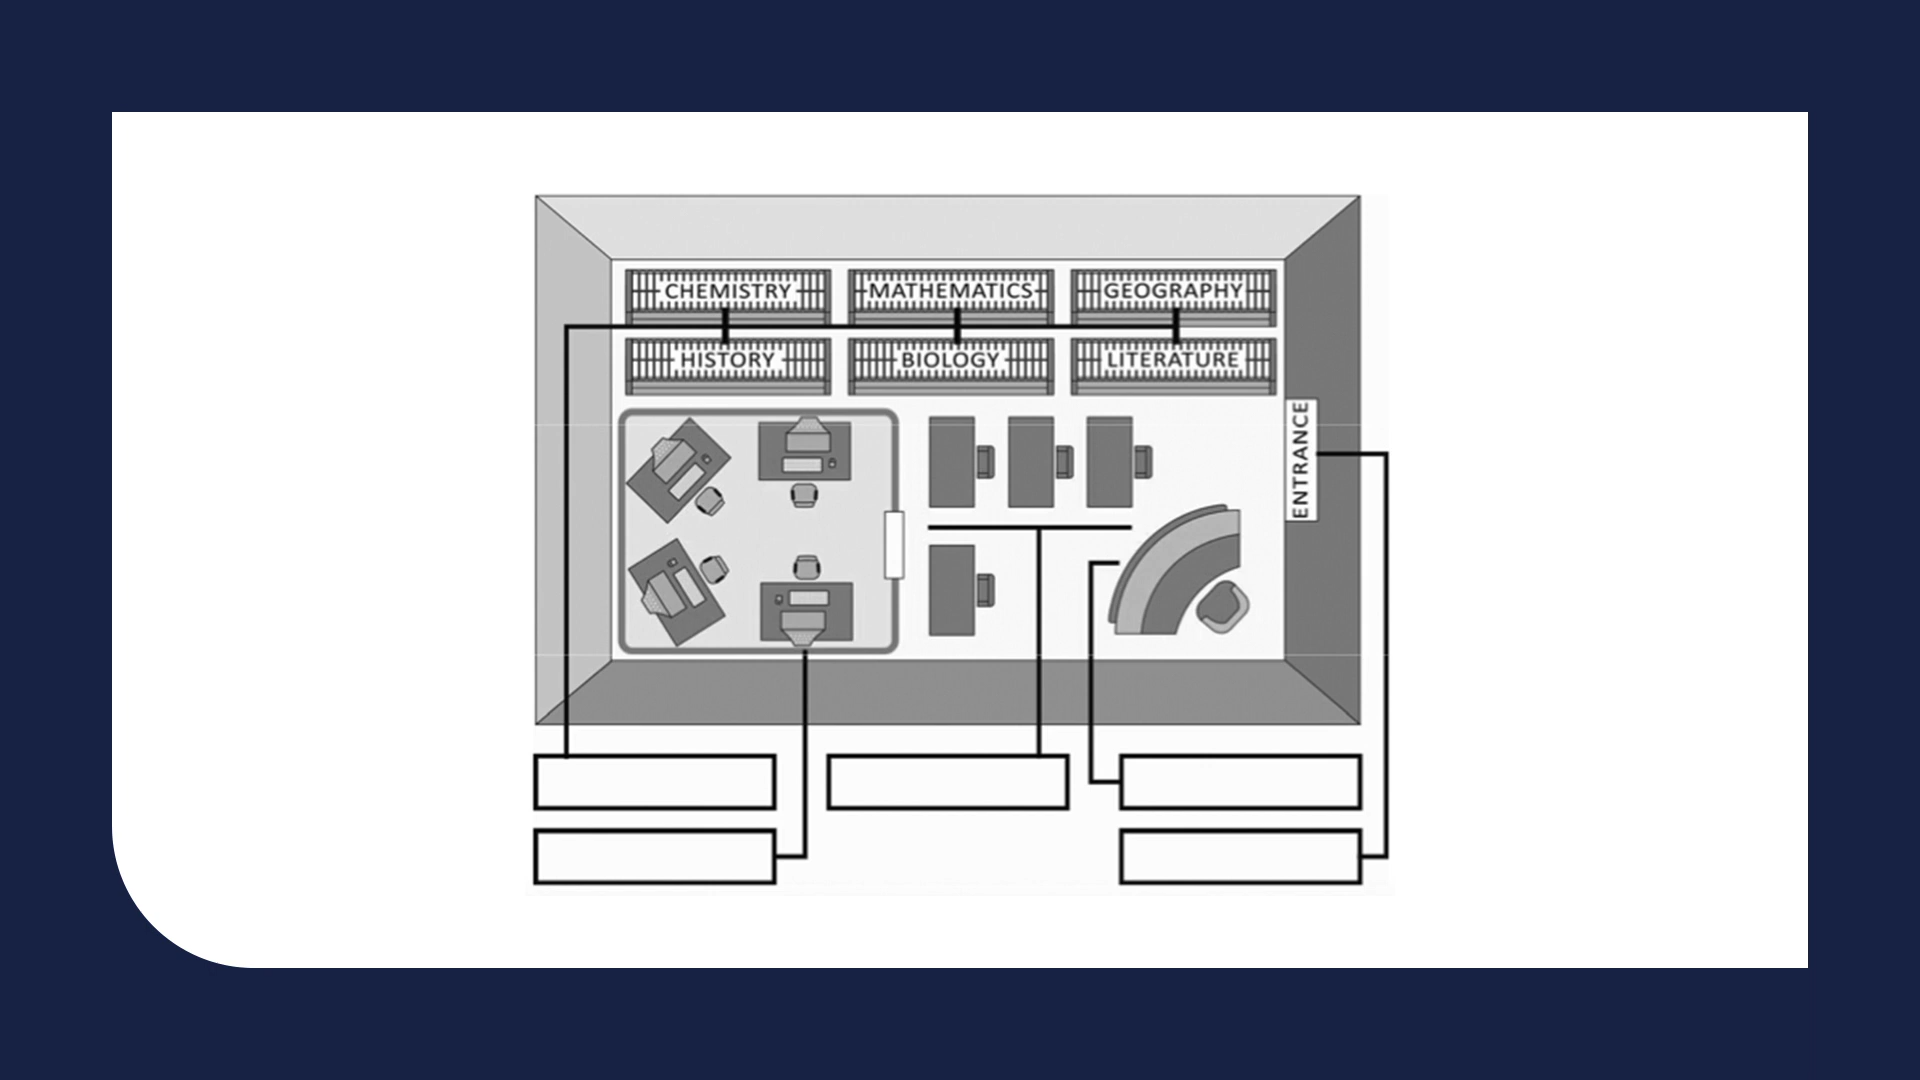 CHEMISTRY
MATHEMATICS
GEOGRAPHY
HISTORY
BIOLOGY
LITERATURE
ENTRANCE